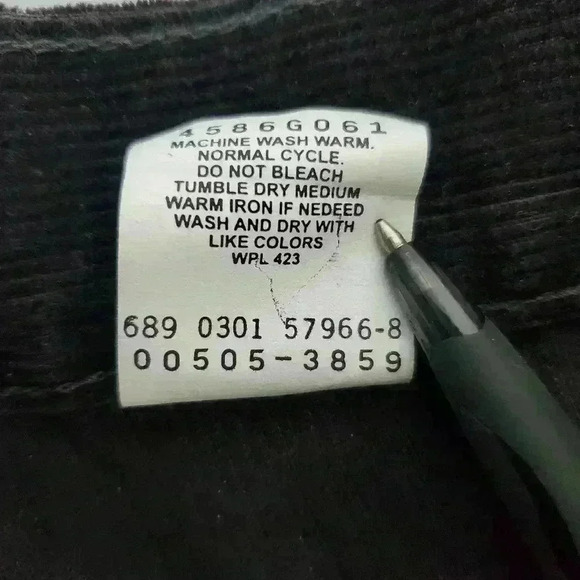 4586G061
MACHINE WASH WARM.
NORMAL CYCLE.
DO NOT BLEACH
TUMBLE DRY MEDIUM
WARM IRON IF NEDEED
WASH AND DRY WITH
LIKE COLORS
WPL 423
689 0301 57966-8
00505-3859